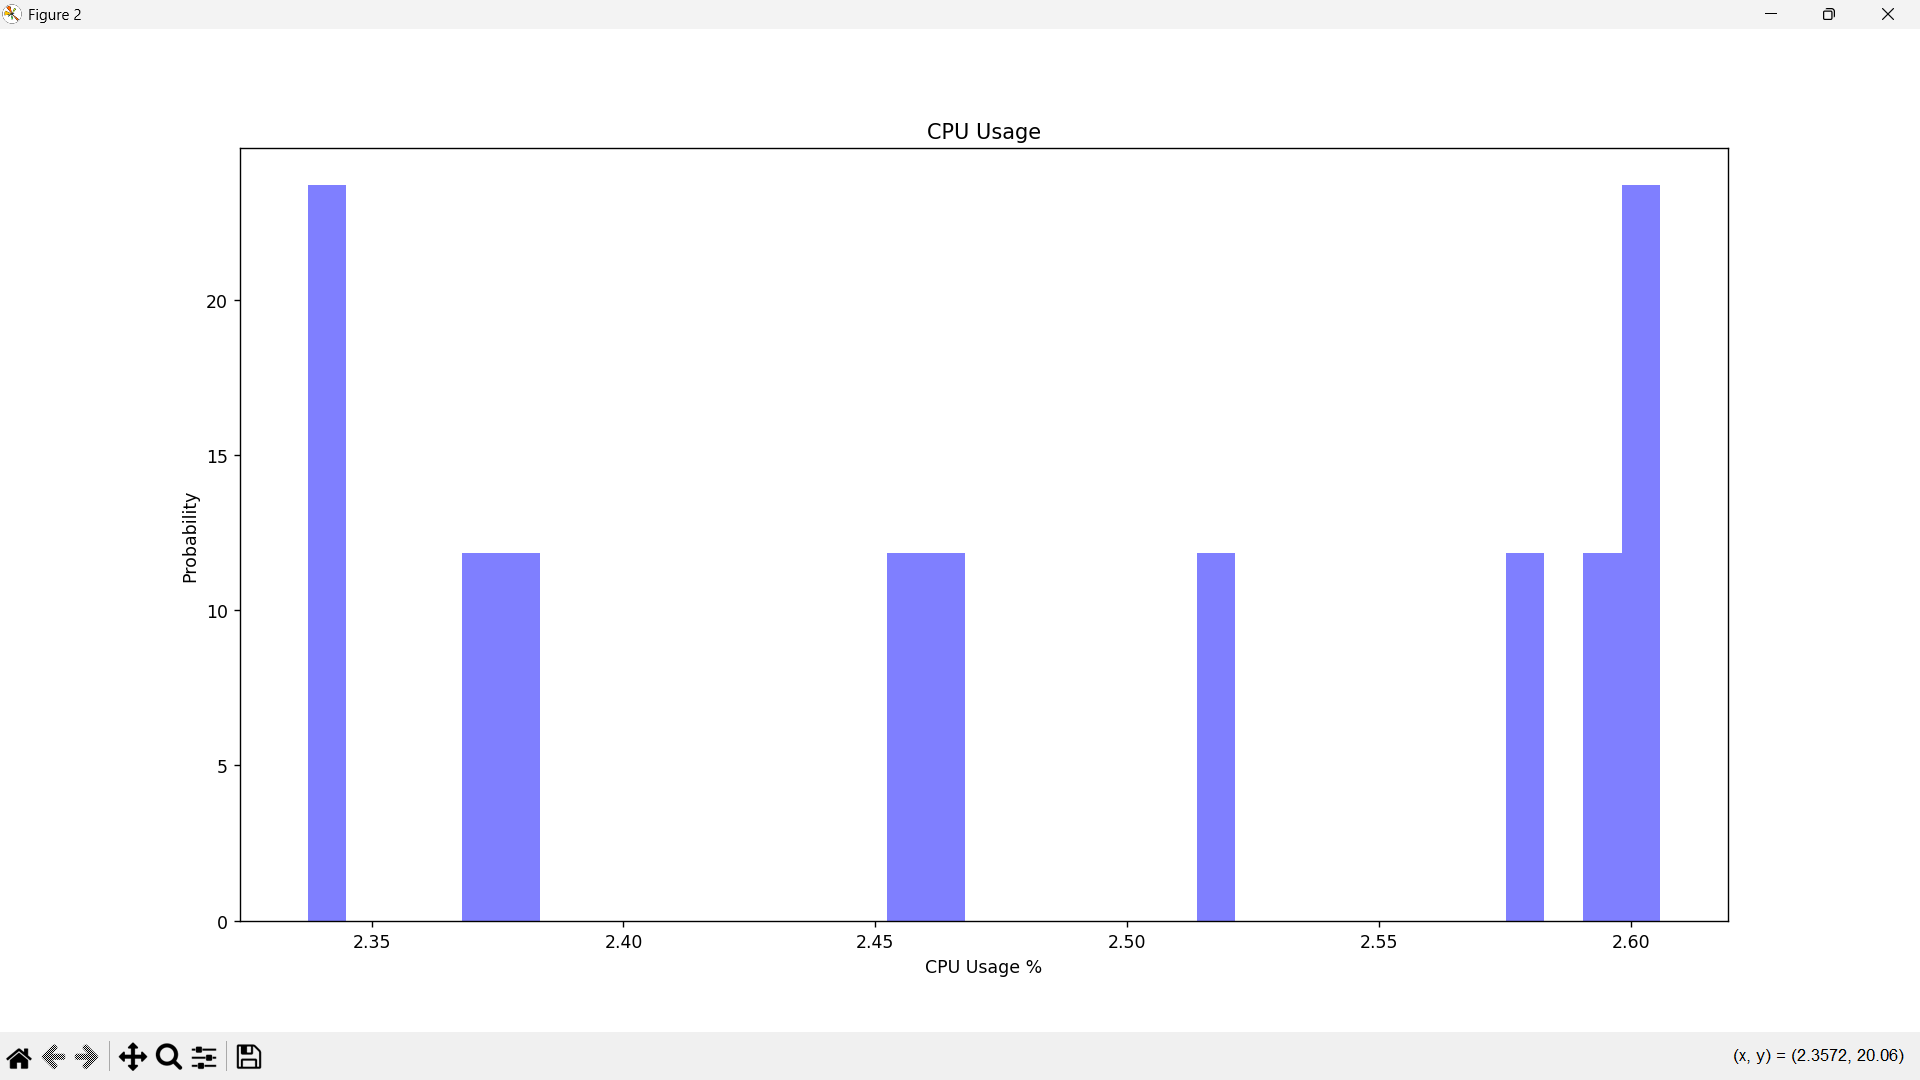 Figure 2
CPU Usage
20
15
10
5
0
Probability
2.35 2.40 2.45 2.50 2.55 2.60
CPU Usage %
(x, y) = (2.3572, 20.06)